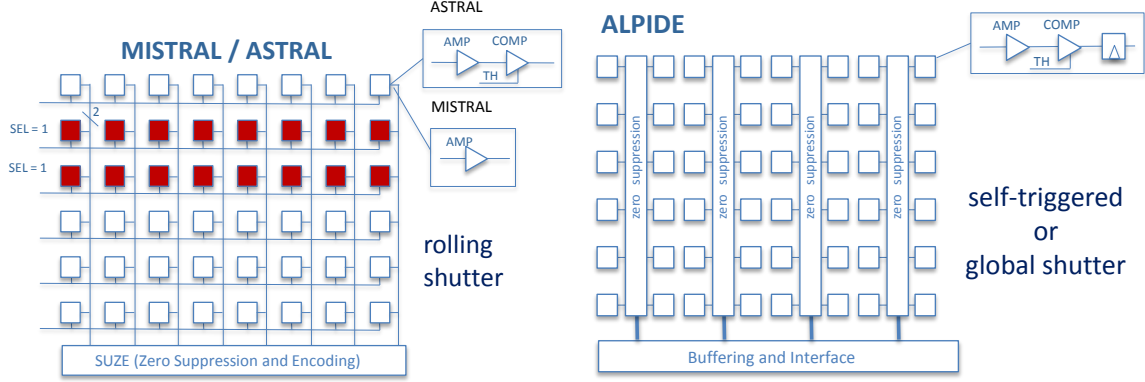 ASTRAL
MISTRAL / ASTRAL
AMP
COMP
TH
MISTRAL
AMP
2
SEL = 1
SEL = 1
rolling
shutter
SUZE (Zero Suppression and Encoding)
ALPIDE
AMP
COMP
TH
zero suppression
zero suppression
zero suppression
zero suppression
self-triggered
or
global shutter
Buffering and Interface